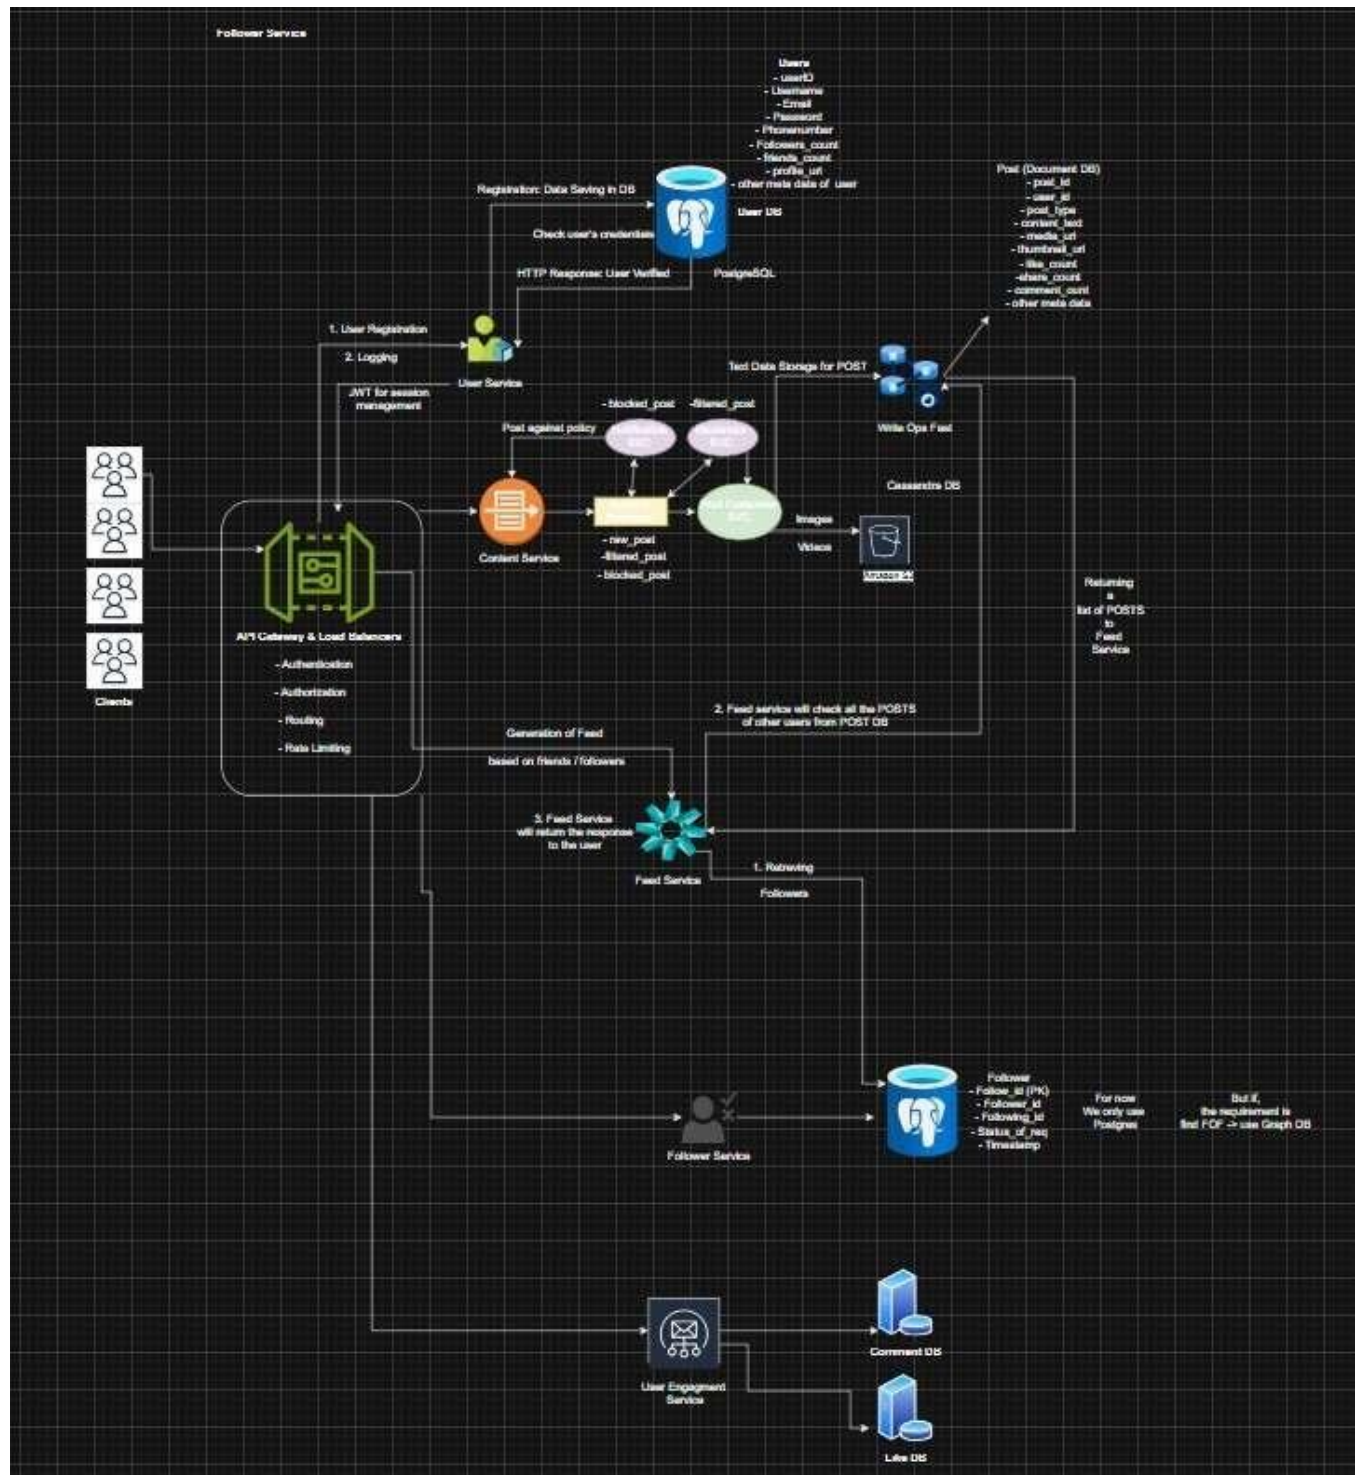 Follower Service
Users
- userID
- Username
- Email
- Password
- Phonenumber
- Followers_count
- friends_count
- profile_url
- other meta data of user
User DB
PostgreSQL
Registration: Data Saving in DB
Check user's credentials
HTTP Response: User Verified
Post (Document DB)
- post_id
- user_id
- post_type
- content_text
- media_url
- thumbnail_url
- like_count
-share_count
- comment_ount
- other meta data
1. User Registration
2. Logging
User Service
JWT for session
management
Text Data Storage for POST
Write Ops Fast
Cassandra DB
- blocked_post
-filtered_post
Post against policy
Content Service
- new_post
-filtered_post
- blocked_post
Images
Videos
Amazon S3
Clients
API Gateway & Load Balancers
- Authentication
- Authorization
- Routing
- Rate Limiting
Returning
a
list of POSTS
to
Feed
Service
2. Feed service will check all the POSTS
of other users from POST DB
Generation of Feed
based on friends / followers
3. Feed Service
will return the response
to the user
Feed Service
1. Retreving
Followers
Follower Service
Follower
- Follow_id (PK)
- Follower_id
- Following_id
- Status_of_req
- Timestamp
For now
We only use
Postgres
But if,
the requirement is
find FOF -> use Graph DB
User Engagment
Service
Comment DB
Like DB